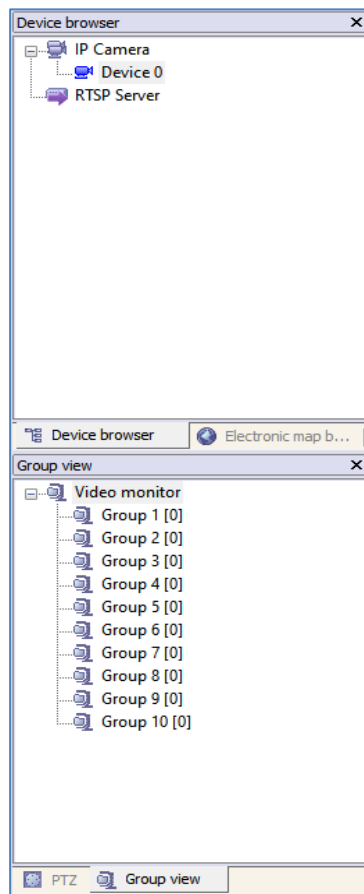 Device browser
IP Camera
Device 0
RTSP Server
Device browser Electronic map b...
Group view
Video monitor
Group 1 [0]
Group 2 [0]
Group 3 [0]
Group 4 [0]
Group 5 [0]
Group 6 [0]
Group 7 [0]
Group 8 [0]
Group 9 [0]
Group 10 [0]
PTZ Group view